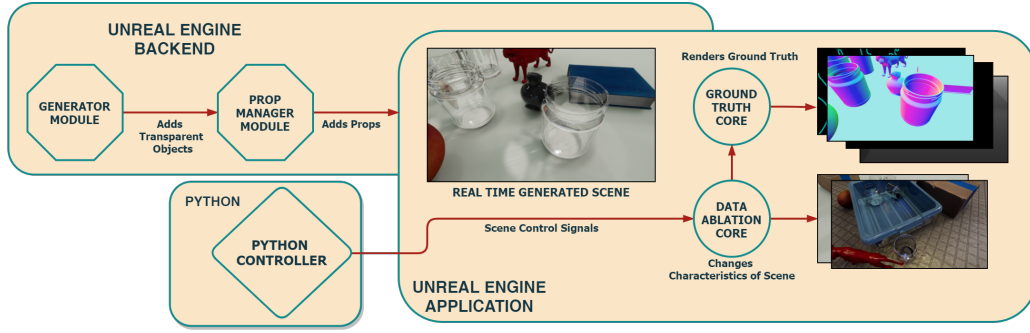 UNREAL ENGINE
BACKEND
GENERATOR
MODULE
Adds
Transparent
Objects
PROP
MANAGER
MODULE
Adds Props
REAL TIME GENERATED SCENE
Renders Ground Truth
GROUND
TRUTH
CORE
PYTHON
PYTHON
CONTROLLER
Scene Control Signals
DATA
ABLATION
CORE
Changes
Characteristics of Scene
UNREAL ENGINE
APPLICATION